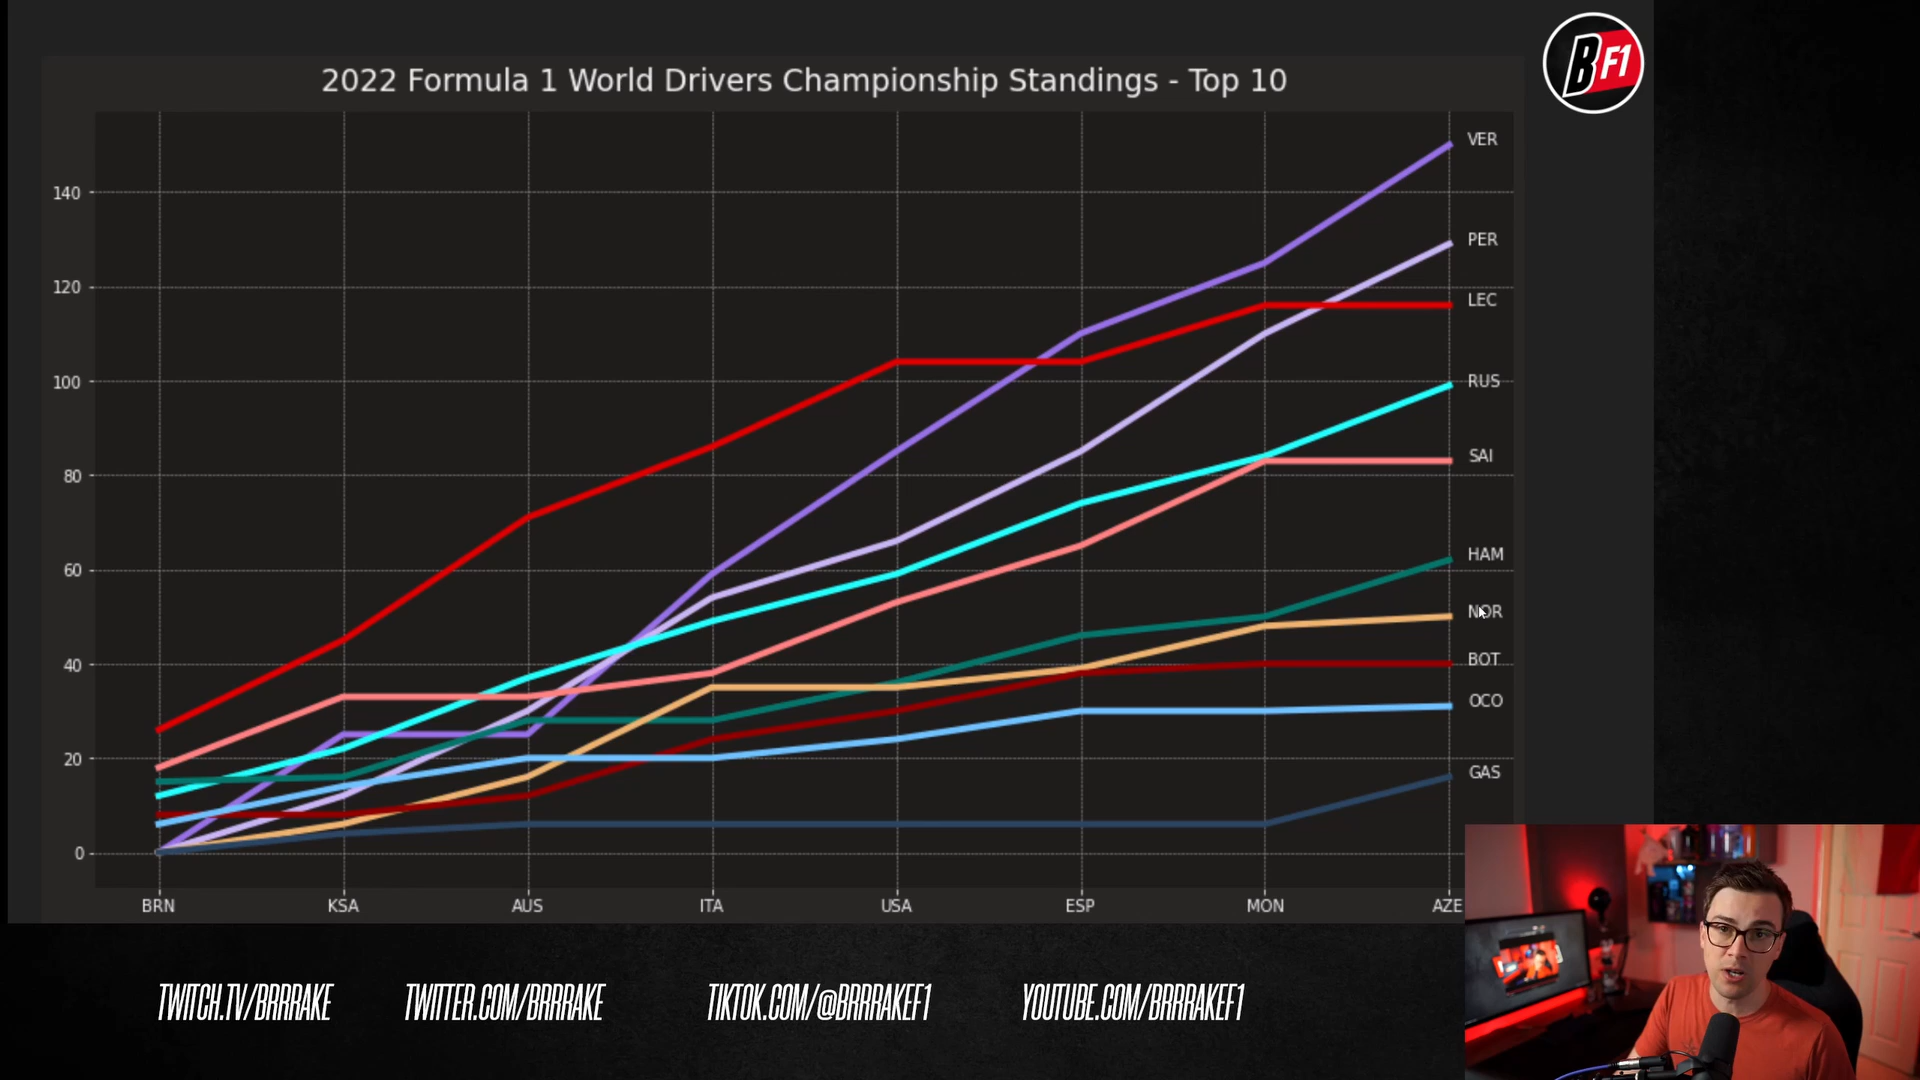 BF1
2022 Formula 1 World Drivers Championship Standings - Top 10
VER
140
PER
120
LEC
100
RUS
80
SAI
60
HAM
NOR
40
BOT
OCO
20
GAS
0
BRN KSA AUS ITA USA ESP MON AZE
TWITCH.TV/BRRRAKE TWITTER.COM/BRRRAKE TIKTOK.COM/@BRRRAKEF1 YOUTUBE.COM/BRRRAKEF1